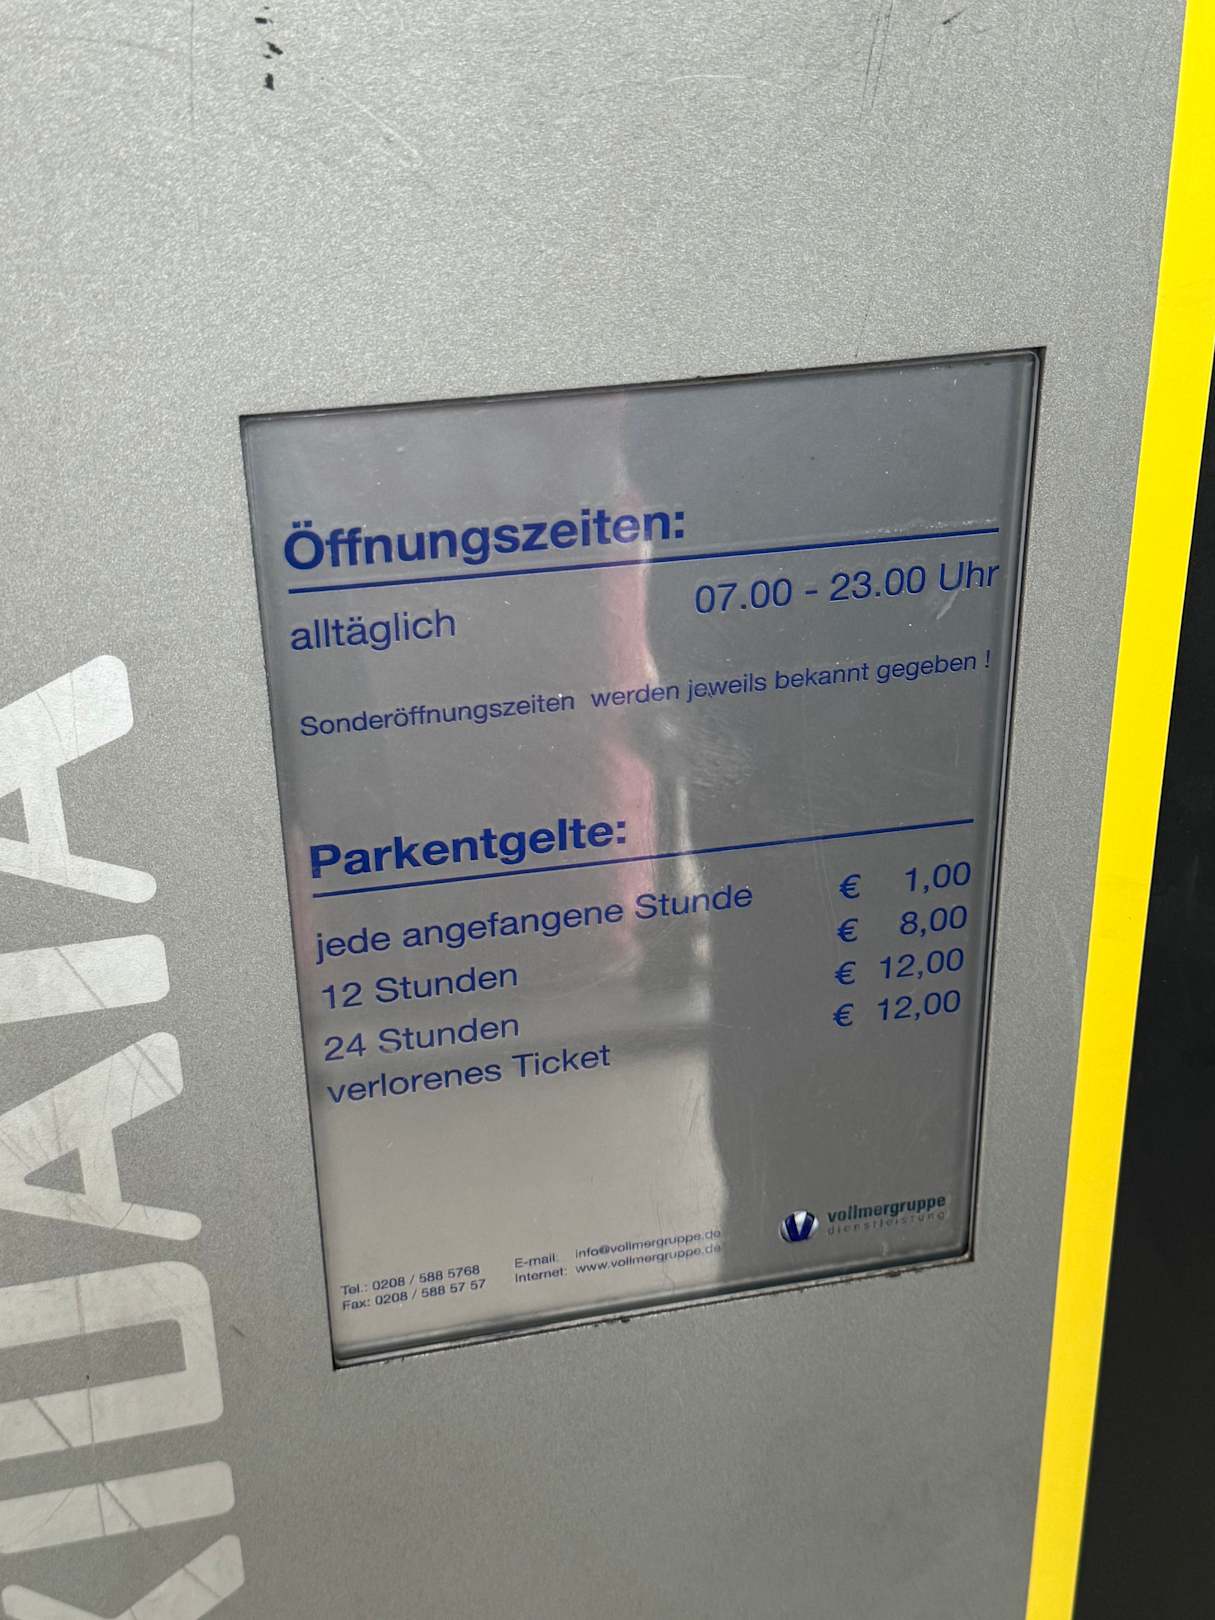 Öffnungszeiten:
alltäglich 07.00 - 23.00 Uhr
Sonderöffnungszeiten werden jeweils bekannt gegeben !
Parkentgelte:
jede angefangene Stunde € 1,00
12 Stunden € 8,00
24 Stunden € 12,00
verlorenes Ticket € 12,00
vollmergruppe
dienstleistung
Tel.: 0208 / 588 5768 E-mail: info@vollmergruppe.de
Fax: 0208 / 588 57 57 Internet: www.vollmergruppe.de